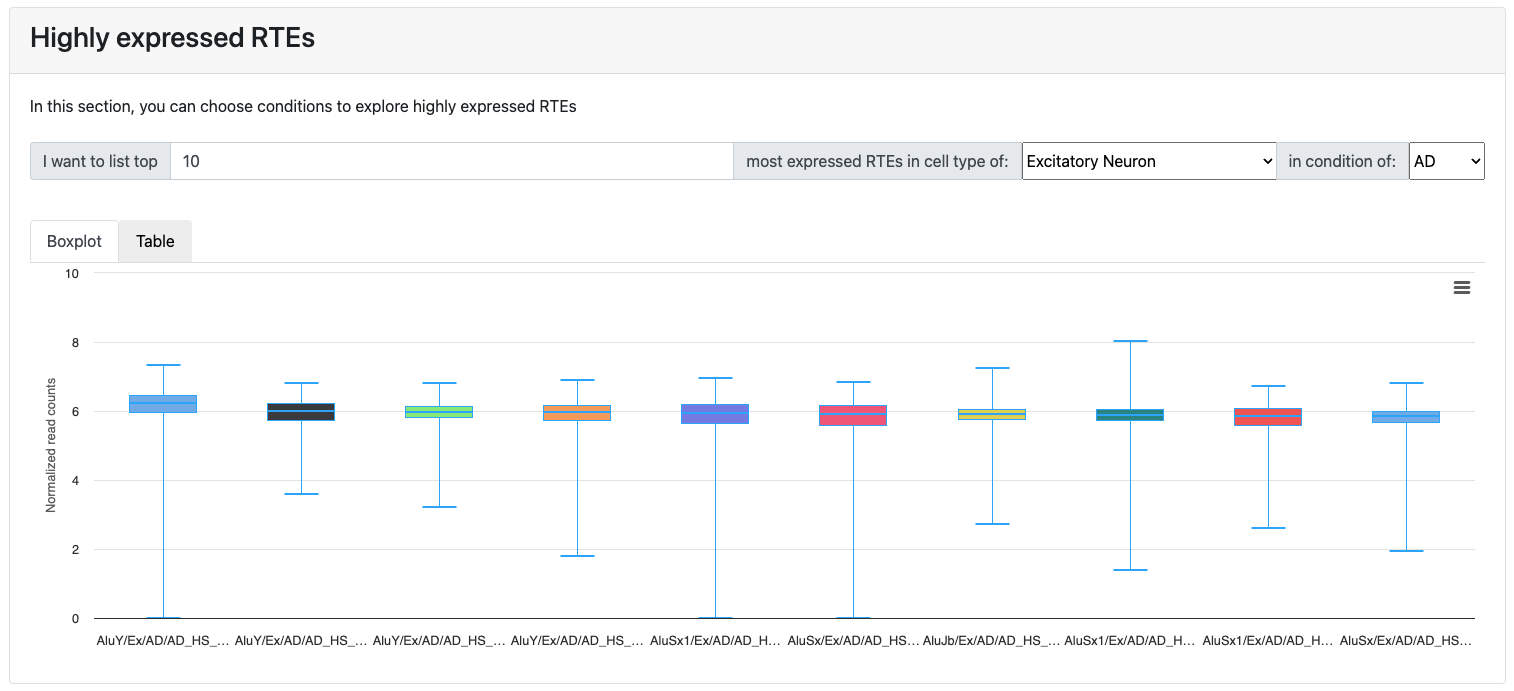 Highly expressed RTEs
In this section, you can choose conditions to explore highly expressed RTEs
I want to list top 10 most expressed RTEs in cell type of: Excitatory Neuron in condition of: AD
Boxplot Table
Normalized read counts
10
8
6
4
2
0
AluY/Ex/AD/AD_HS_... AluY/Ex/AD/AD_HS_... AluY/Ex/AD/AD_HS_... AluY/Ex/AD/AD_HS_... AluSx1/Ex/AD/AD_H... AluSx/Ex/AD/AD_HS... AluJb/Ex/AD/AD_HS_... AluSx1/Ex/AD/AD_H... AluSx1/Ex/AD/AD_H... AluSx/Ex/AD/AD_HS...